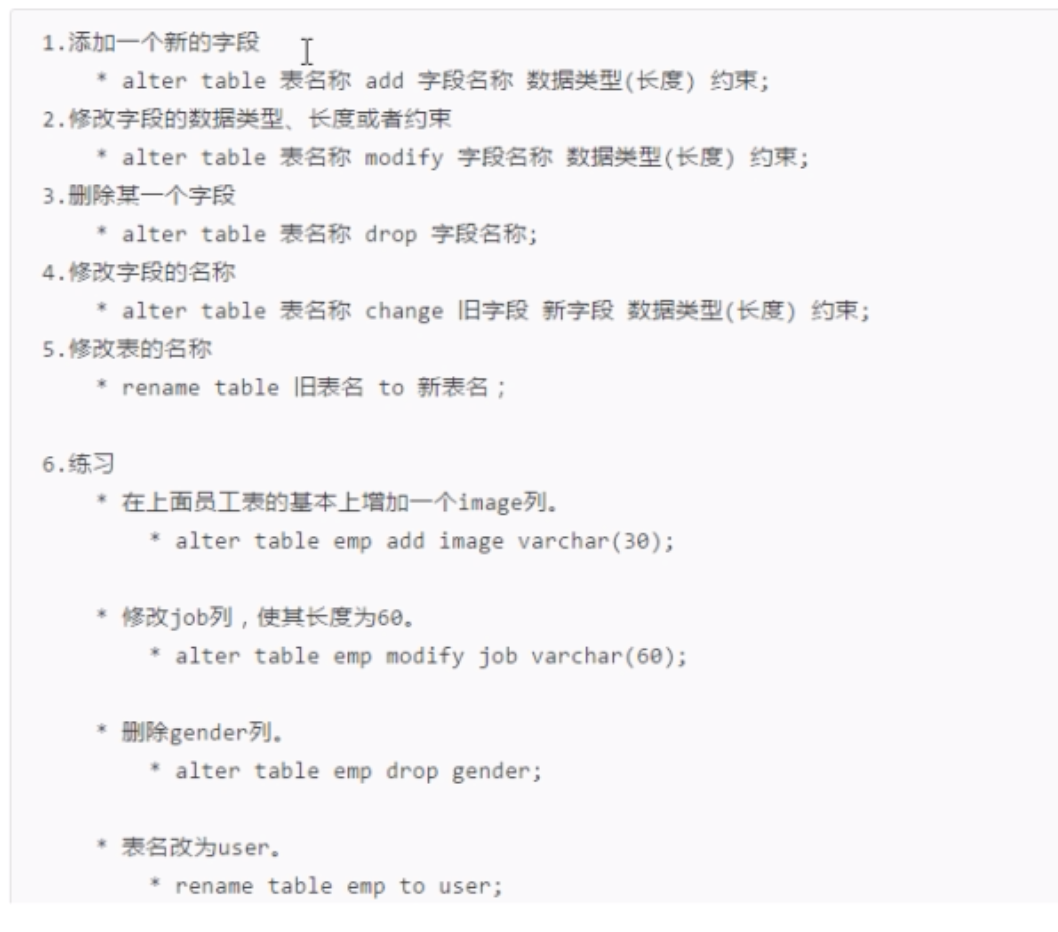 1.添加一个新的字段
* alter table 表名称 add 字段名称 数据类型(长度) 约束;
2.修改字段的数据类型、长度或者约束
* alter table 表名称 modify 字段名称 数据类型(长度) 约束;
3.删除某一个字段
* alter table 表名称 drop 字段名称;
4.修改字段的名称
* alter table 表名称 change 旧字段 新字段 数据类型(长度) 约束;
5.修改表的名称
* rename table 旧表名 to 新表名；
6.练习
* 在上面员工表的基本上增加一个image列。
* alter table emp add image varchar(30);
* 修改job列，使其长度为60。
* alter table emp modify job varchar(60);
* 删除gender列。
* alter table emp drop gender;
* 表名改为user。
* rename table emp to user;